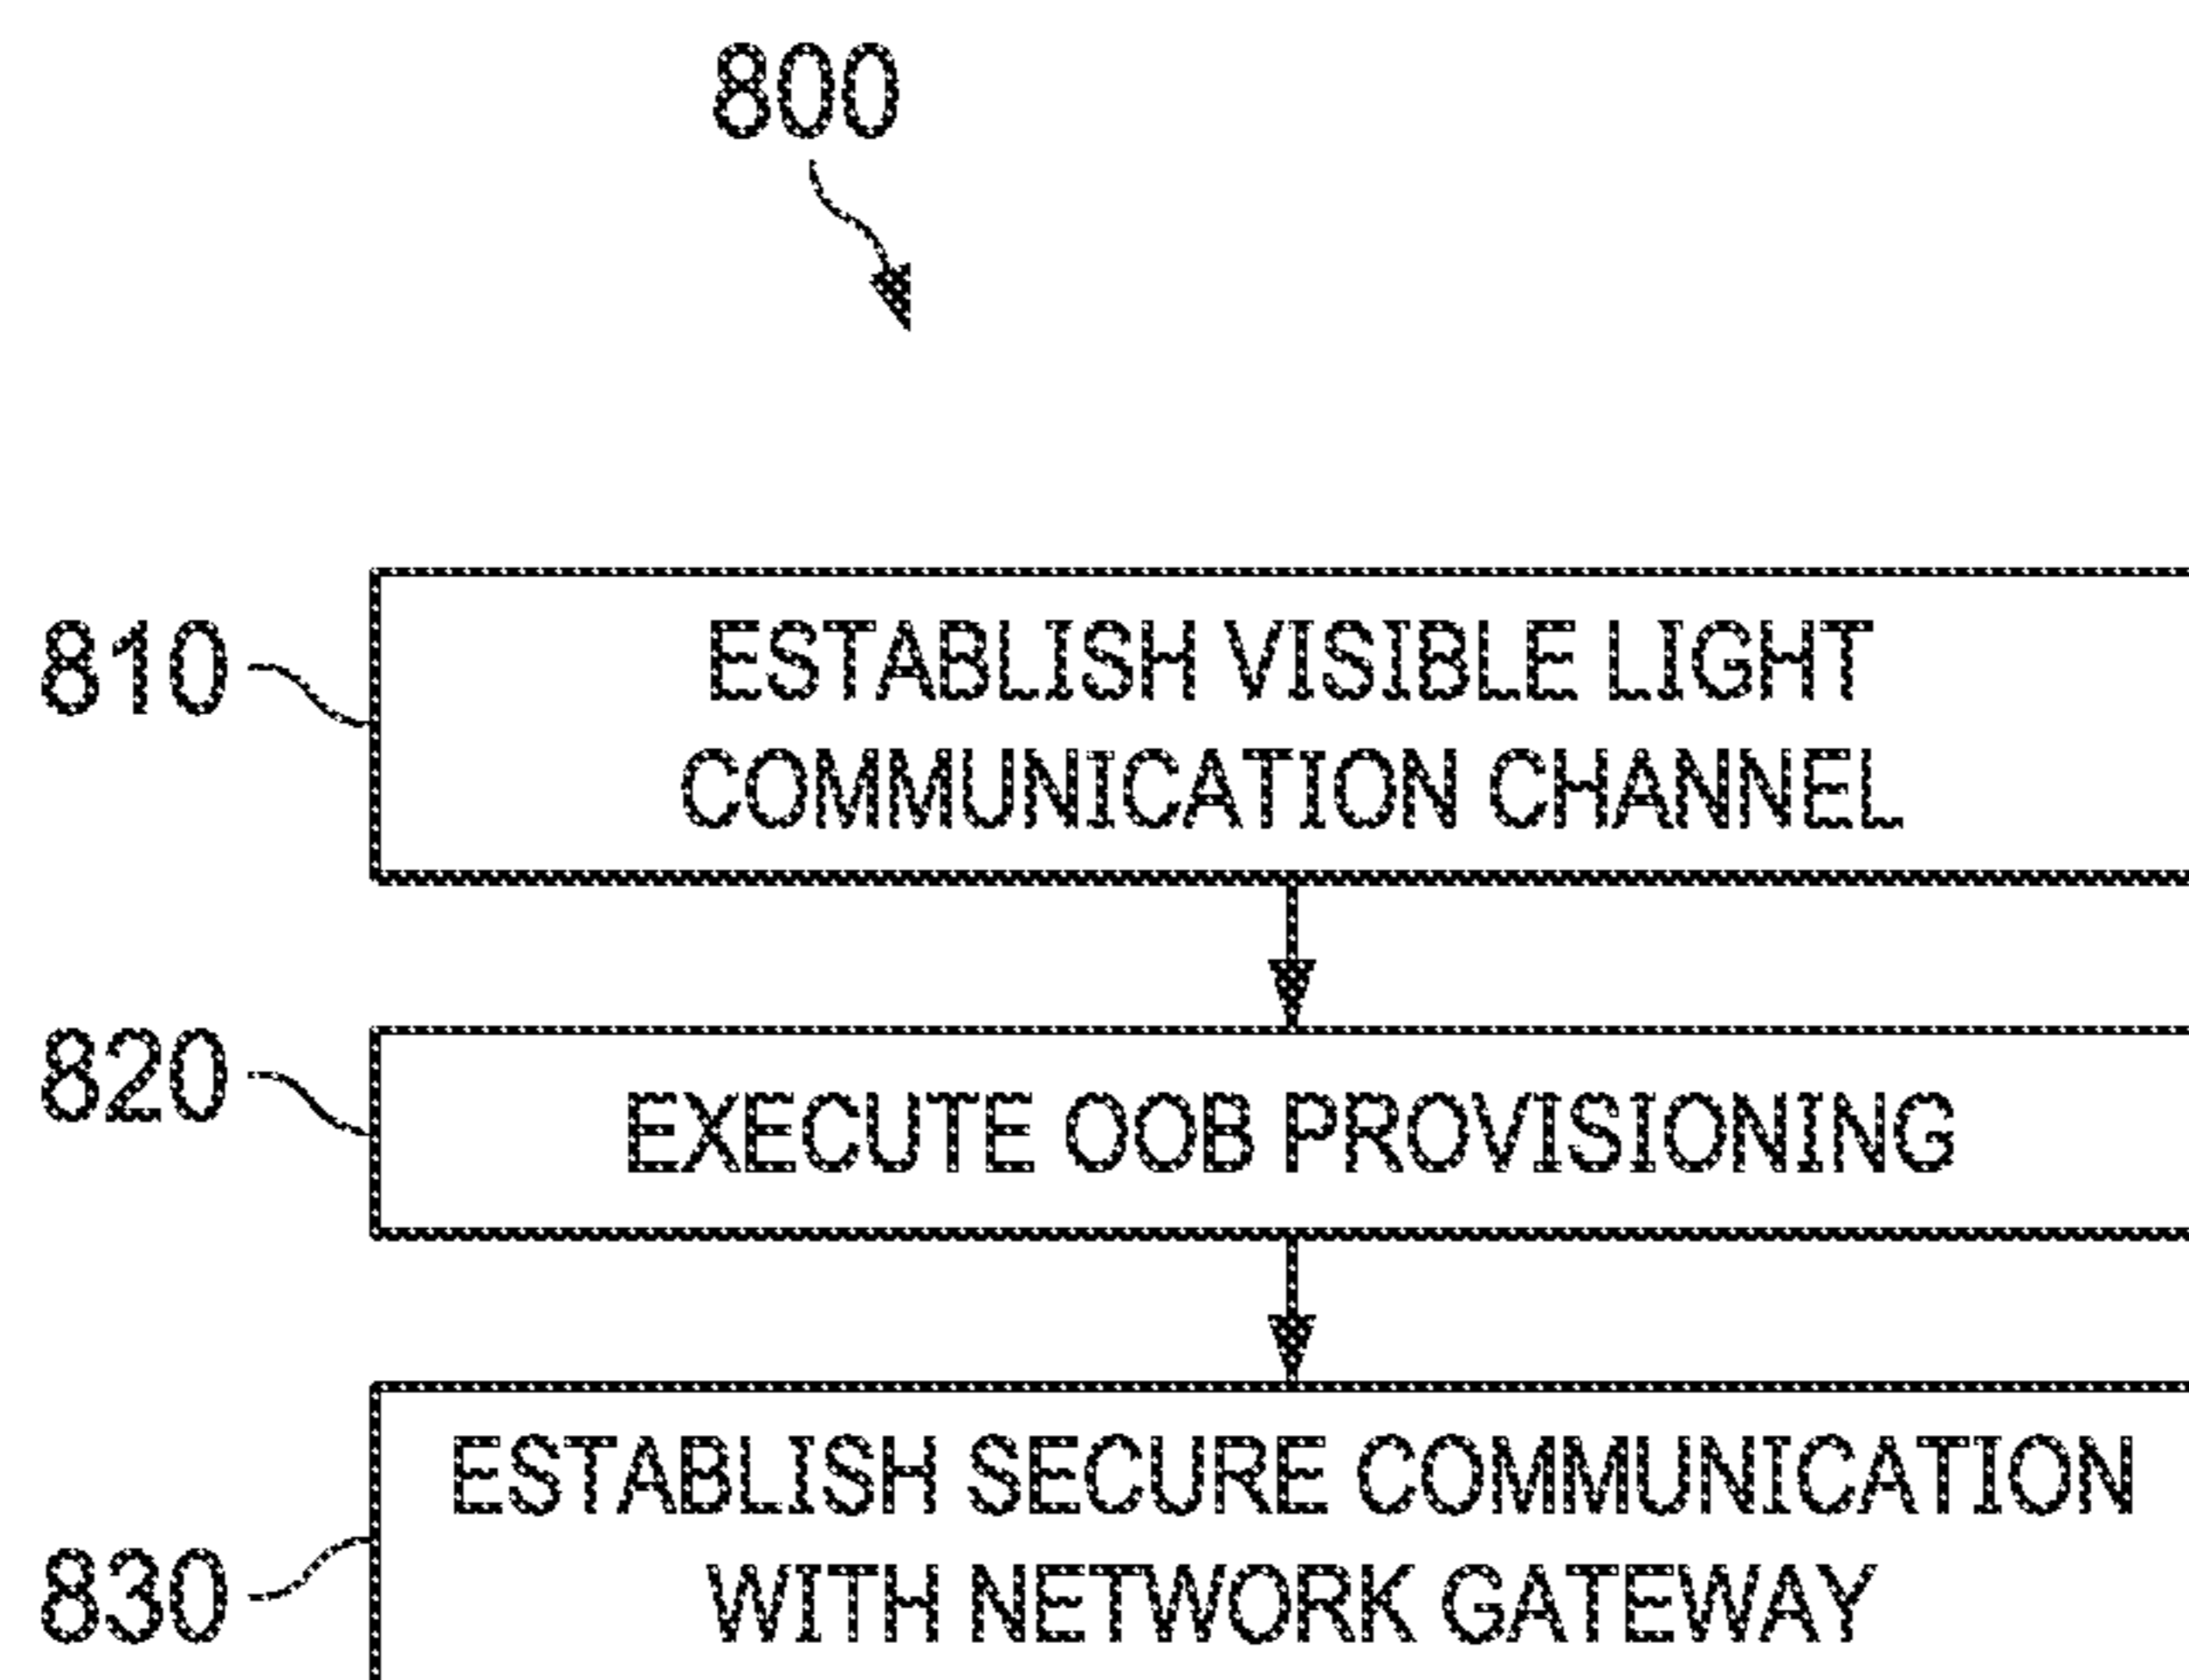 800
810
ESTABLISH VISIBLE LIGHT
COMMUNICATION CHANNEL
820
EXECUTE OOB PROVISIONING
830
ESTABLISH SECURE COMMUNICATION
WITH NETWORK GATEWAY